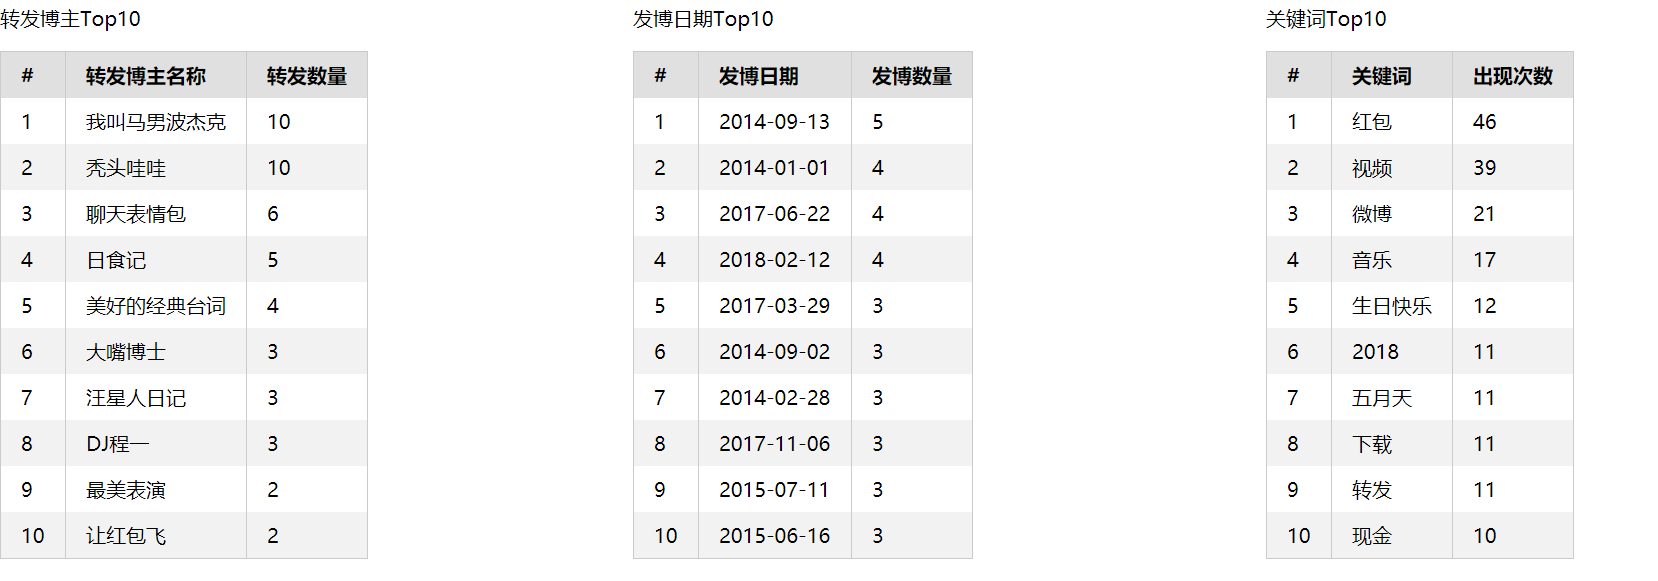 转发博主Top10
# 转发博主名称 转发数量
1 我叫马男波杰克 10
2 秃头哇哇 10
3 聊天表情包 6
4 日食记 5
5 美好的经典台词 4
6 大嘴博士 3
7 汪星人日记 3
8 DJ程一 3
9 最美表演 2
10 让红包飞 2
发博日期Top10
# 发博日期 发博数量
1 2014-09-13 5
2 2014-01-01 4
3 2017-06-22 4
4 2018-02-12 4
5 2017-03-29 3
6 2014-09-02 3
7 2014-02-28 3
8 2017-11-06 3
9 2015-07-11 3
10 2015-06-16 3
关键词Top10
# 关键词 出现次数
1 红包 46
2 视频 39
3 微博 21
4 音乐 17
5 生日快乐 12
6 2018 11
7 五月天 11
8 下载 11
9 转发 11
10 现金 10